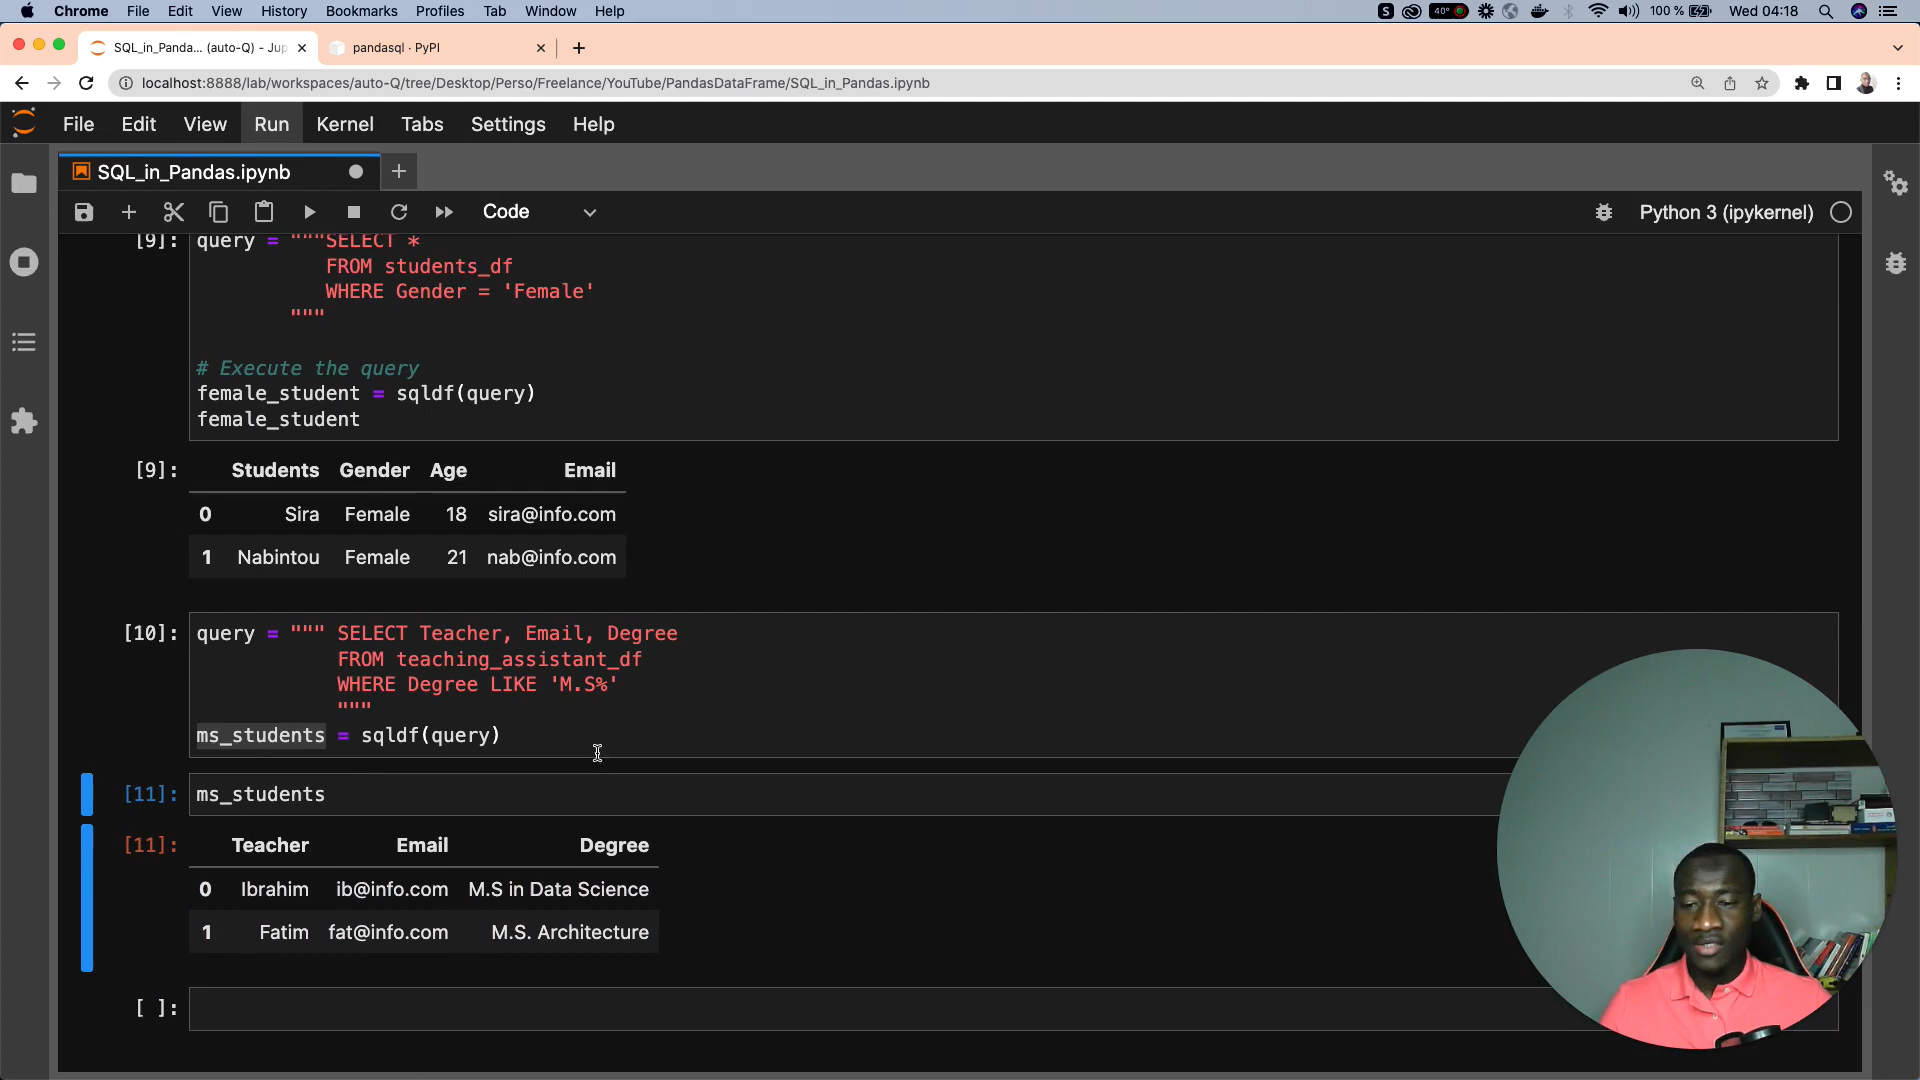 Chrome File Edit View History Bookmarks Profiles Tab Window Help S 40° 100 % Wed 04:18
SQL_in_Panda... (auto-Q) - Jup
pandasql · PyPI
localhost:8888/lab/workspaces/auto-Q/tree/Desktop/Perso/Freelance/YouTube/PandasDataFrame/SQL_in_Pandas.ipynb
File Edit View Run Kernel Tabs Settings Help
SQL_in_Pandas.ipynb
Code
Python 3 (ipykernel)
[9]: query = """SELECT *
FROM students_df
WHERE Gender = 'Female'
"""
# Execute the query
female_student = sqldf(query)
female_student
[9]: Students Gender Age Email
0 Sira Female 18 sira@info.com
1 Nabintou Female 21 nab@info.com
[10]: query = """ SELECT Teacher, Email, Degree
FROM teaching_assistant_df
WHERE Degree LIKE 'M.S%'
"""
ms_students = sqldf(query)
[11]: ms_students
[11]: Teacher Email Degree
0 Ibrahim ib@info.com M.S in Data Science
1 Fatim fat@info.com M.S. Architecture
[ ]: